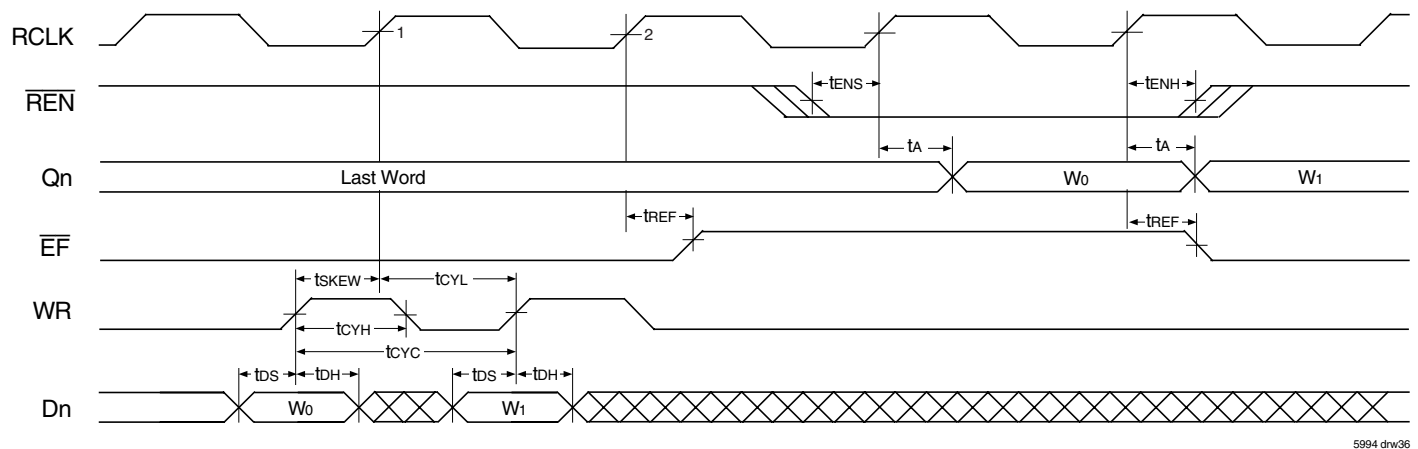 RCLK 1 2
REN tENS tENH
tA tA
Qn Last Word W0 W1
tREF tREF
EF
tSKEW tCYL
WR
tCYH
tCYC
tDS tDH tDS tDH
Dn W0 W1
5994 drw36